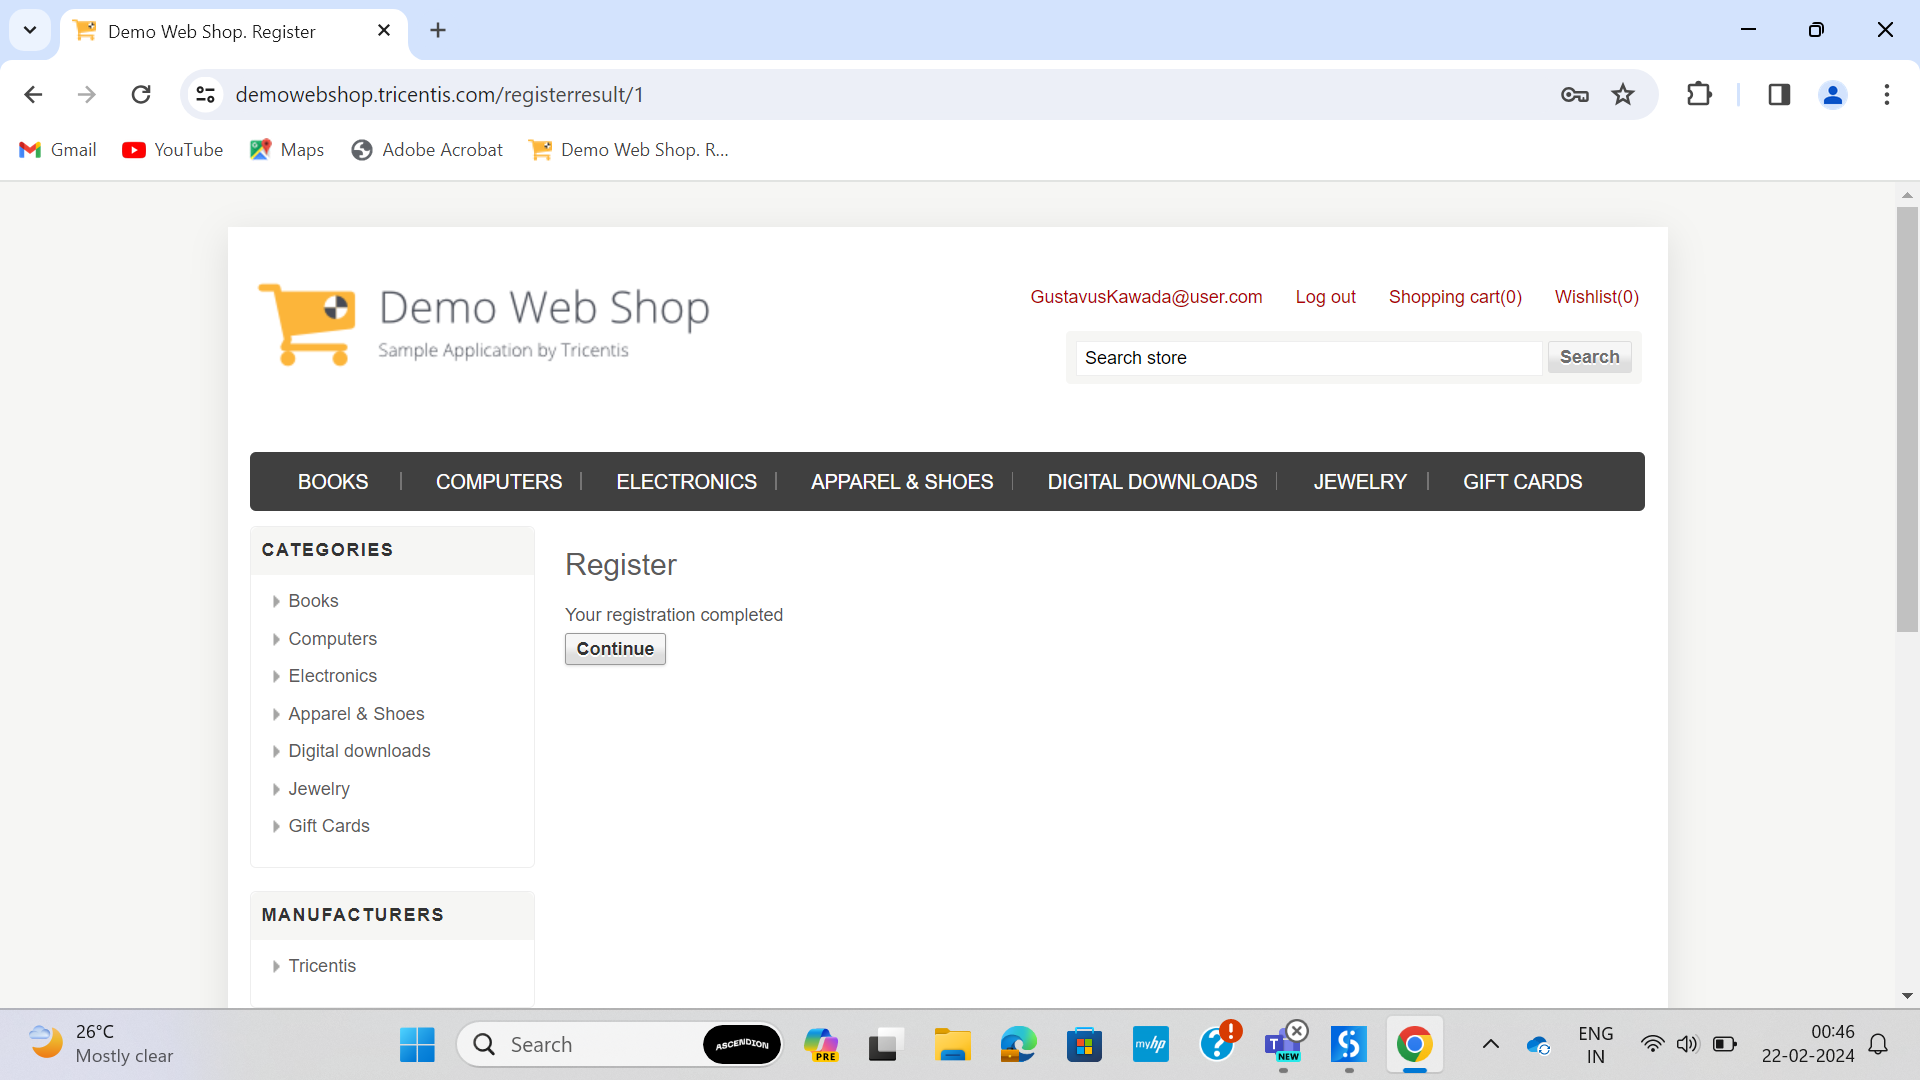 Demo Web Shop. Register
demowebshop.tricentis.com/registerresult/1
Gmail YouTube Maps Adobe Acrobat Demo Web Shop. R...
Demo Web Shop
Sample Application by Tricentis
GustavusKawada@user.com Log out Shopping cart(0) Wishlist(0)
Search store Search
BOOKS COMPUTERS ELECTRONICS APPAREL & SHOES DIGITAL DOWNLOADS JEWELRY GIFT CARDS
CATEGORIES
Books
Computers
Electronics
Apparel & Shoes
Digital downloads
Jewelry
Gift Cards
MANUFACTURERS
Tricentis
Register
Your registration completed
Continue
26°C
Mostly clear
Search ASCENDION
PRE
myhp
T NEW
ENG
IN
00:46
22-02-2024